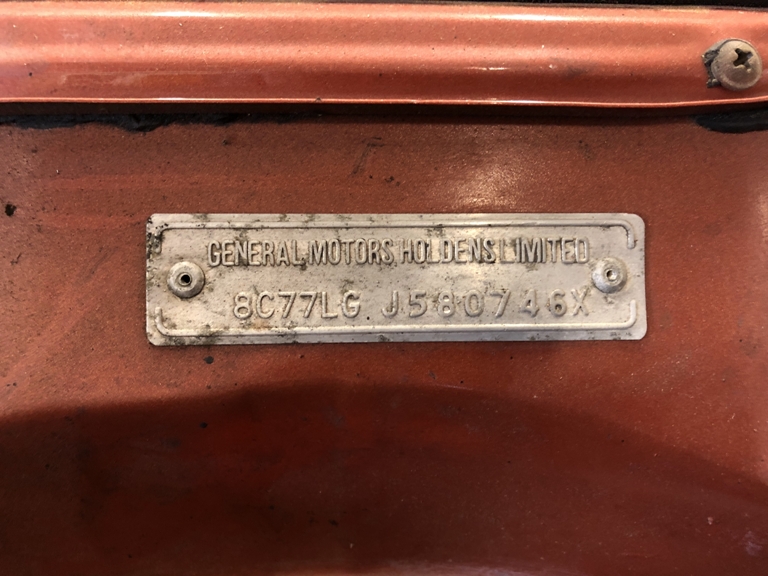 GENERAL MOTORS HOLDENS LIMITED
8C77LG J580746X